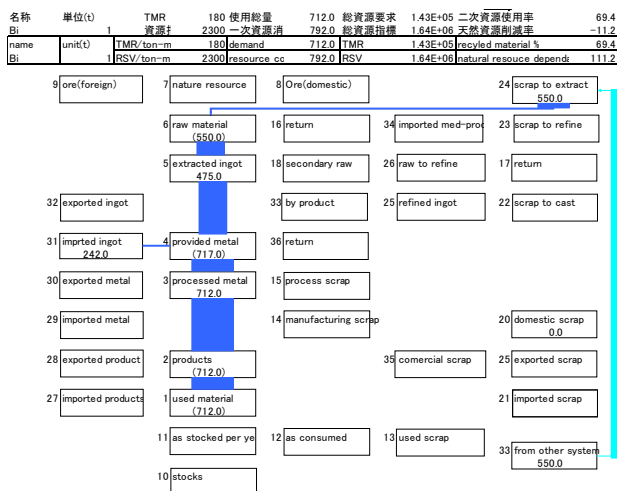 名称 単位(t) TMR 180 使用総量 712.0 総資源要求 1.43E+05 二次資源使用率 69.4
Bi 1 資源 2300 一次資源消 792.0 総資源指標 1.64E+06 天然資源削減率 -11.2
name unit(t) TMR/ton-m 180 demand 712.0 TMR 1.43E+05 recyled material % 69.4
Bi 1 RSV/ton-m 2300 resource cc 792.0 RSV 1.64E+06 natural resouce dependa 111.2
9 ore(foreign) 7 nature resource 8 Ore(domestic) 24 scrap to extract
550.0
6 raw material 16 return 34 imported med-proc 23 scrap to refine
(550.0)
5 extracted ingot 18 secondary raw 26 raw to refine 17 return
475.0
32 exported ingot 33 by product 25 refined ingot 22 scrap to cast
31 imprted ingot 4 provided metal 36 return
242.0 (717.0)
30 exported metal 3 processed metal 15 process scrap
712.0
29 imported metal 14 manufacturing scrap 20 domestic scrap
0.0
28 exported product 2 products 35 comercial scrap 25 exported scrap
(712.0)
27 imported products 1 used material 21 imported scrap
(712.0)
11 as stocked per ye 12 as consumed 13 used scrap
33 from other system
550.0
10 stocks